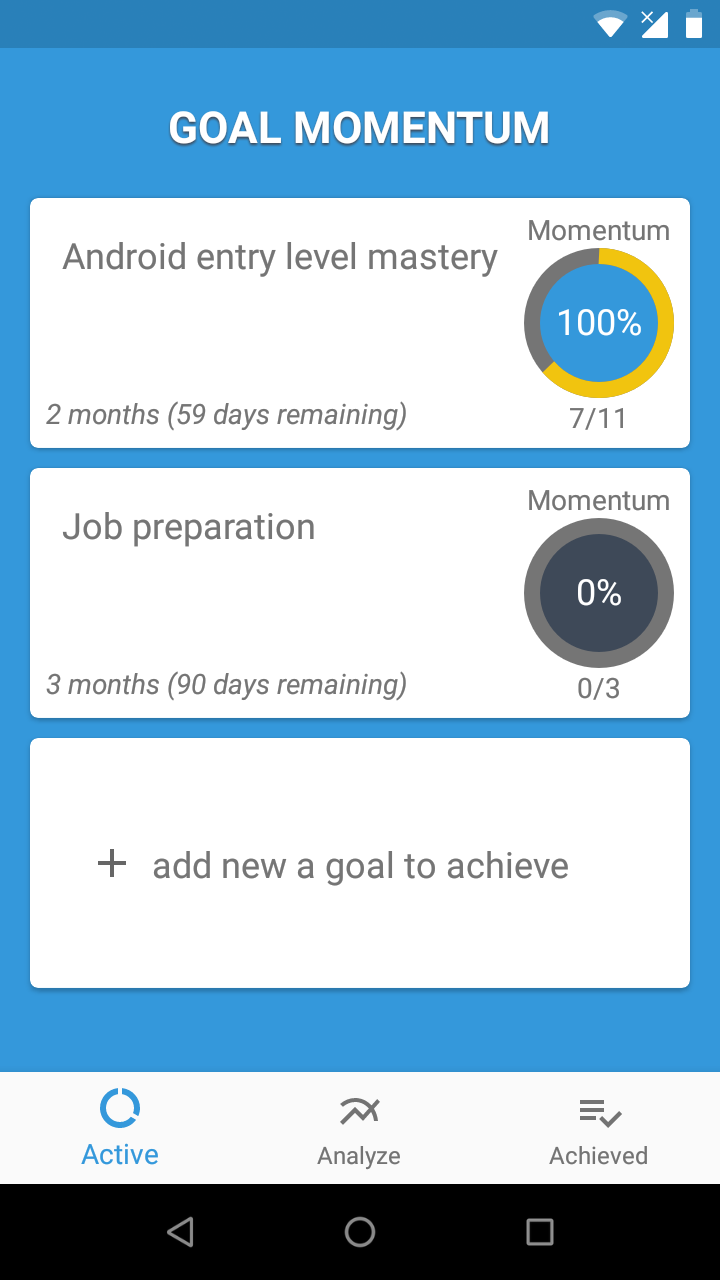 GOAL MOMENTUM
Android entry level mastery
Momentum
100%
2 months (59 days remaining)
7/11
Job preparation
Momentum
0%
3 months (90 days remaining)
0/3
+ add new a goal to achieve
Active
Analyze
Achieved